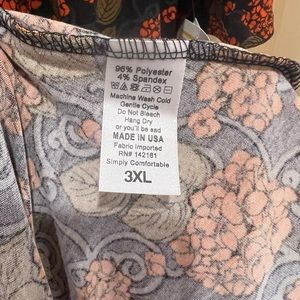 96% Polyester
4% Spandex
Machine Wash Cold
Gentle Cycle
Do Not Bleach
Hang Dry
or you'll be sad
MADE IN USA
Fabric Imported
RN# 142161
Simply Comfortable
3XL